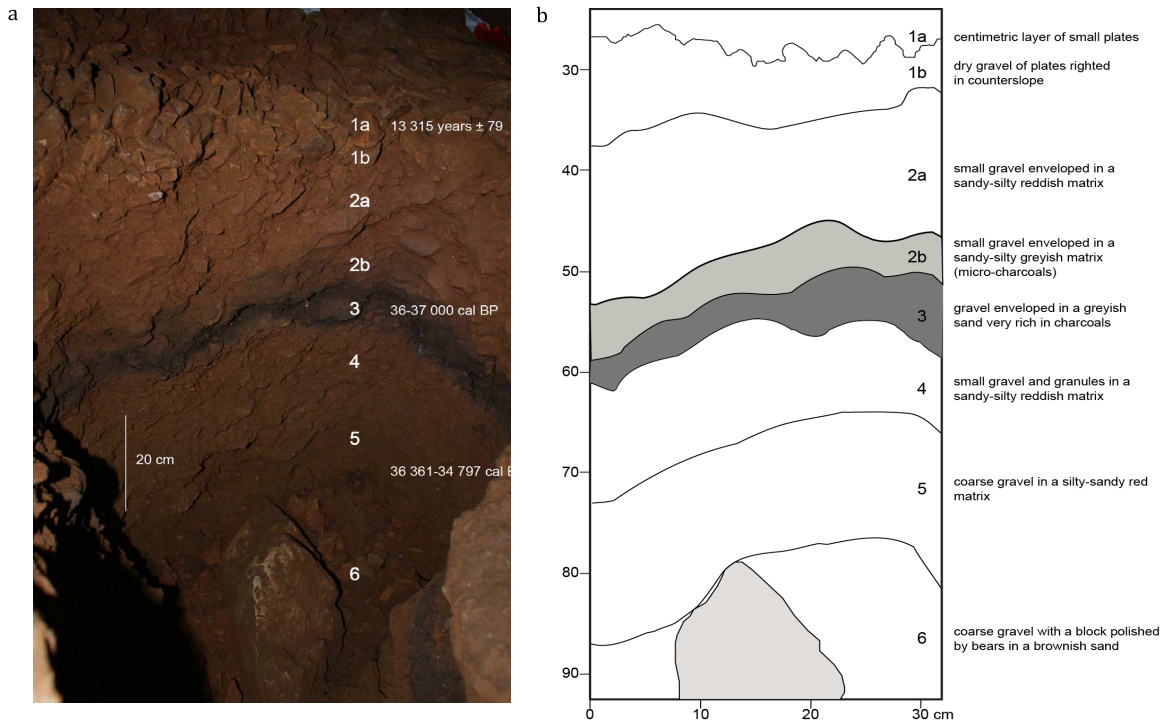 a
1a 13 315 years ± 79
1b
2a
2b
3 36-37 000 cal BP
4
5
20 cm
36 361-34 797 cal
6
b
1a centimetric layer of small plates
30
1b dry gravel of plates righted
in counterslope
40
2a small gravel enveloped in a
sandy-silty reddish matrix
50
2b small gravel enveloped in a
sandy-silty greyish matrix
(micro-charcoals)
3 gravel enveloped in a greyish
sand very rich in charcoals
60
4 small gravel and granules in a
sandy-silty reddish matrix
70
5 coarse gravel in a silty-sandy red
matrix
80
6 coarse gravel with a block polished
by bears in a brownish sand
90
0 10 20 30 cm